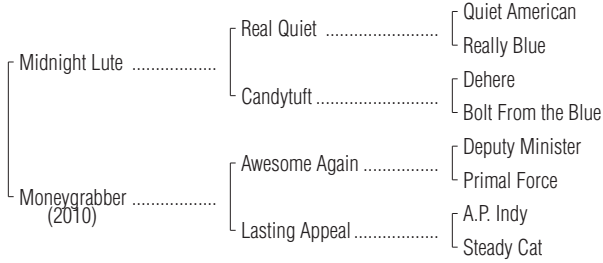 Quiet American
Real Quiet ........................
Really Blue
Midnight Lute ..................
Dehere
Candytuft ..........................
Bolt From the Blue
Deputy Minister
Awesome Again ................
Primal Force
Moneygrabber ..................
(2010)
A.P. Indy
Lasting Appeal ..................
Steady Cat